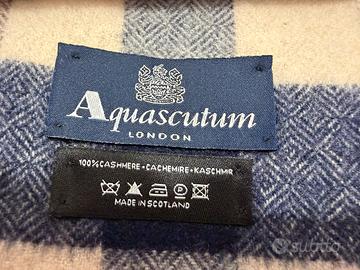 Aquascutum
LONDON
100% CASHMERE • CACHEMIRE • KASCHMIR
MADE IN SCOTLAND
subito